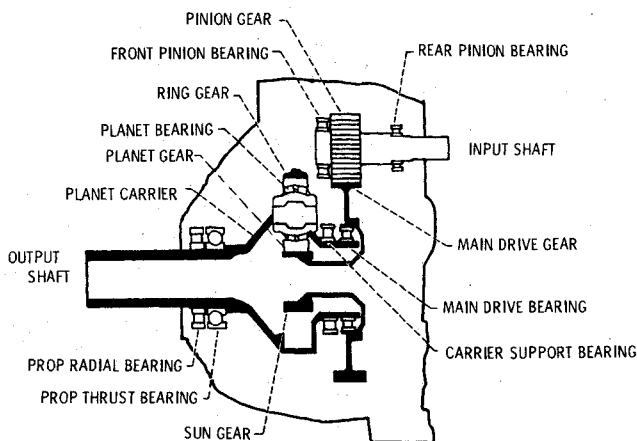 PINION GEAR
FRONT PINION BEARING
REAR PINION BEARING
RING GEAR
PLANET BEARING
PLANET GEAR
PLANET CARRIER
INPUT SHAFT
MAIN DRIVE GEAR
OUTPUT
SHAFT
MAIN DRIVE BEARING
CARRIER SUPPORT BEARING
PROP RADIAL BEARING
PROP THRUST BEARING
SUN GEAR